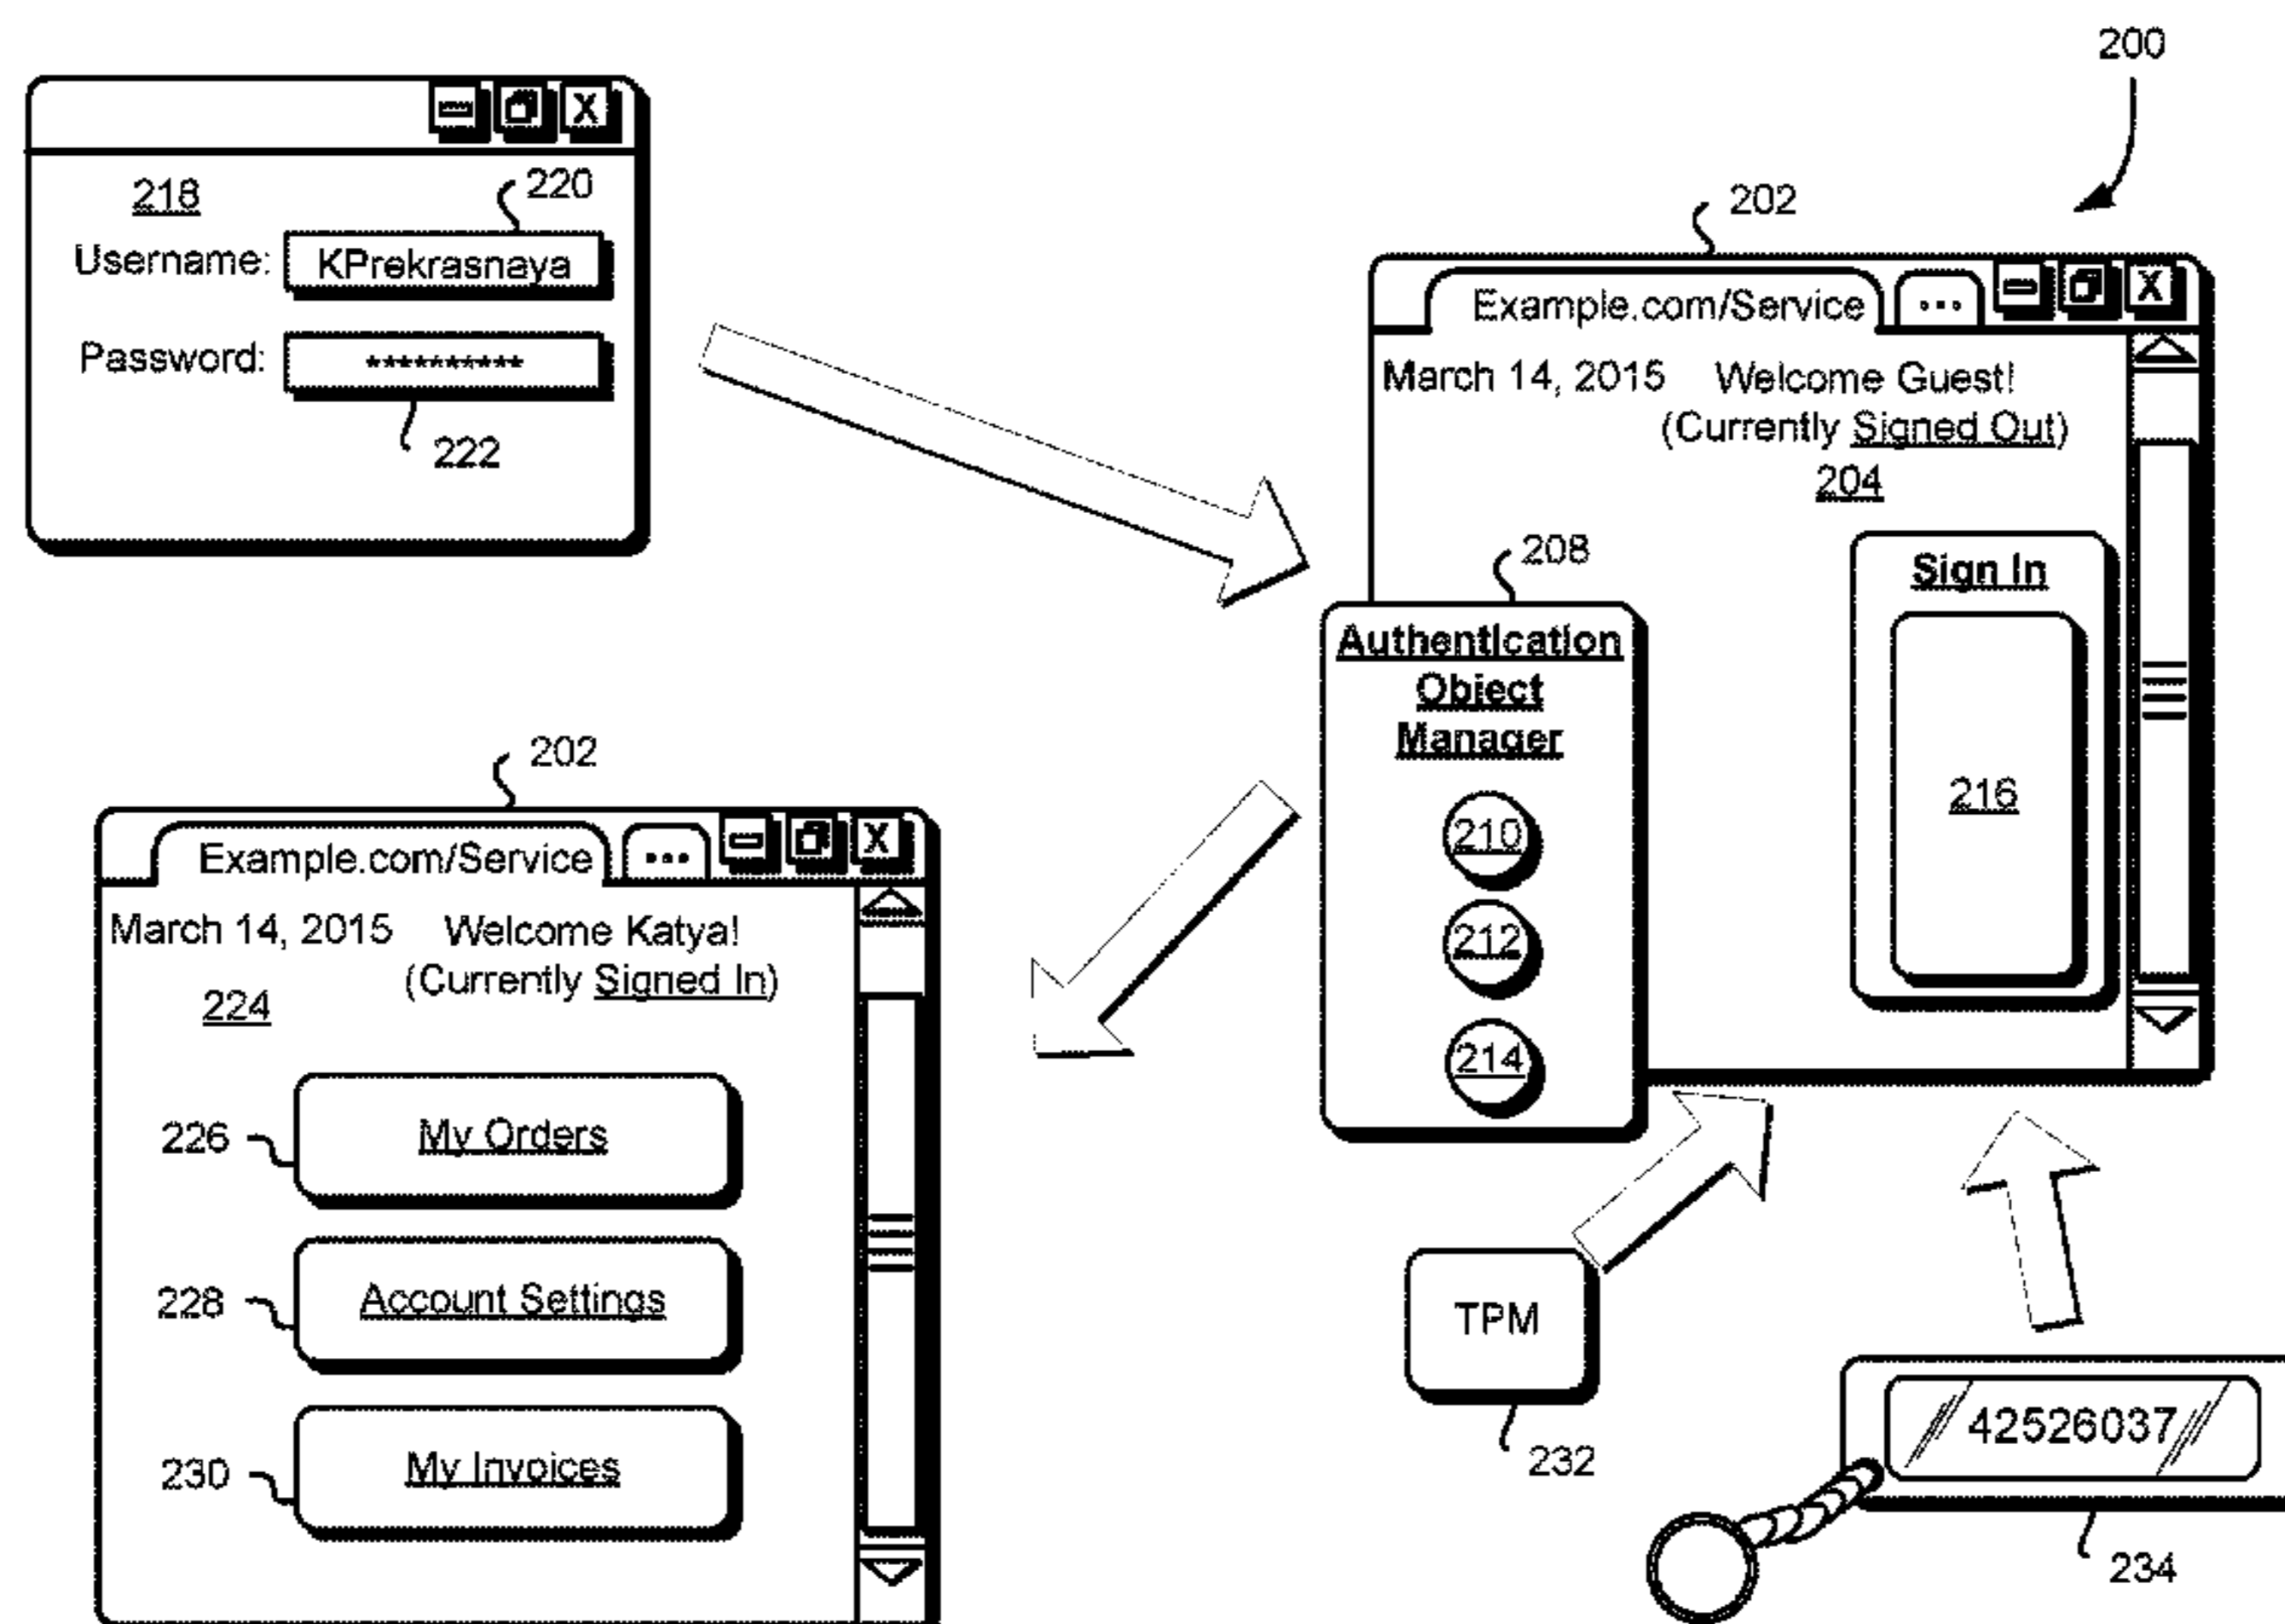 200
218
220
Username: KPrekrasnaya
Password: **********
222
202
Example.com/Service ...
March 14, 2015 Welcome Guest!
(Currently Signed Out)
204
Sign In
216
208
Authentication
Object
Manager
210
212
214
202
Example.com/Service ...
March 14, 2015 Welcome Katya!
(Currently Signed In)
224
226 My Orders
228 Account Settings
230 My Invoices
TPM
232
42526037
234